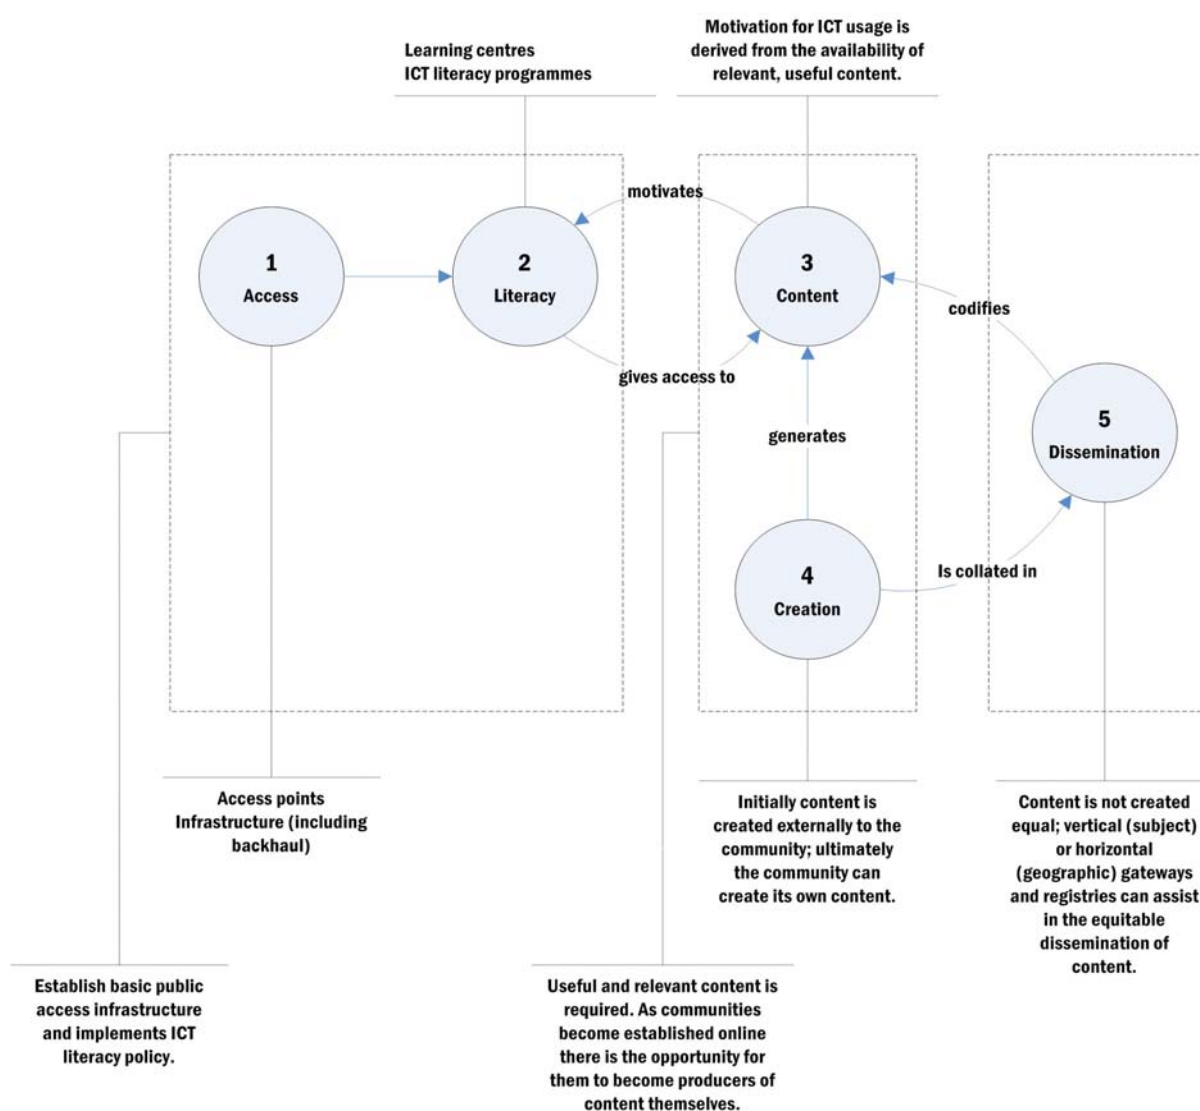 Learning centres
ICT literacy programmes
Motivation for ICT usage is
derived from the availability of
relevant, useful content.
motivates
1
Access
2
Literacy
3
Content
codifies
gives access to
generates
5
Dissemination
4
Creation
Is collated in
Access points
Infrastructure (including
backhaul)
Initially content is
created externally to the
community; ultimately
the community can
create its own content.
Content is not created
equal; vertical (subject)
or horizontal
(geographic) gateways
and registries can assist
in the equitable
dissemination of
content.
Establish basic public
access infrastructure
and implements ICT
literacy policy.
Useful and relevant content is
required. As communities
become established online
there is the opportunity for
them to become producers of
content themselves.